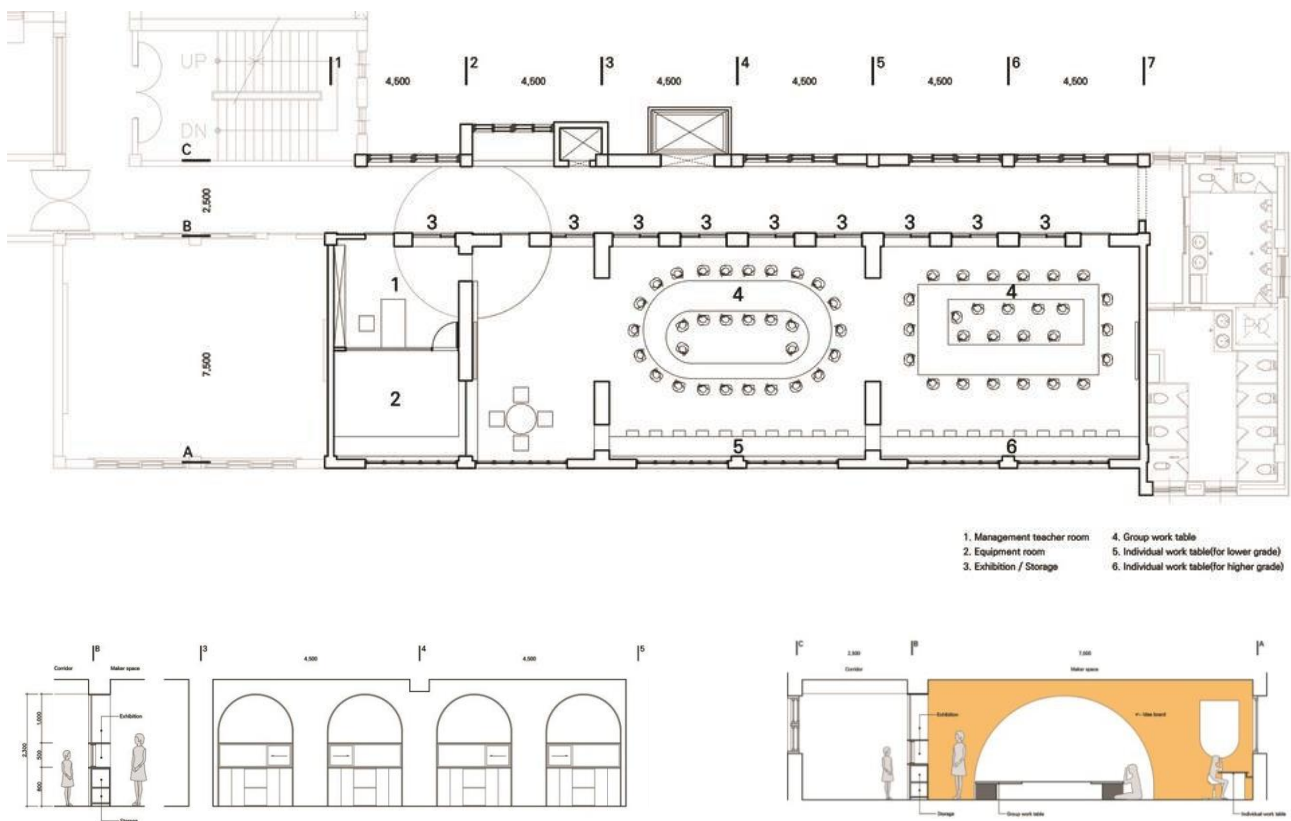 UP
DN
1 2 3 4 5 6 7
4,500 4,500 4,500 4,500 4,500 4,500
C
2,500
B
3 3 3 3 3 3 3 3 3
1
4 4
7,500
2
A
5 6
1. Management teacher room
2. Equipment room
3. Exhibition / Storage
4. Group work table
5. Individual work table(for lower grade)
6. Individual work table(for higher grade)
B 3 4 5
Corridor Maker space 4,500 4,500
Exhibition
1,000
2,300
500
800
Storage
C B A
2,500 7,500
Corridor Maker space
Exhibition
Idea board
Storage Group work table Individual work table